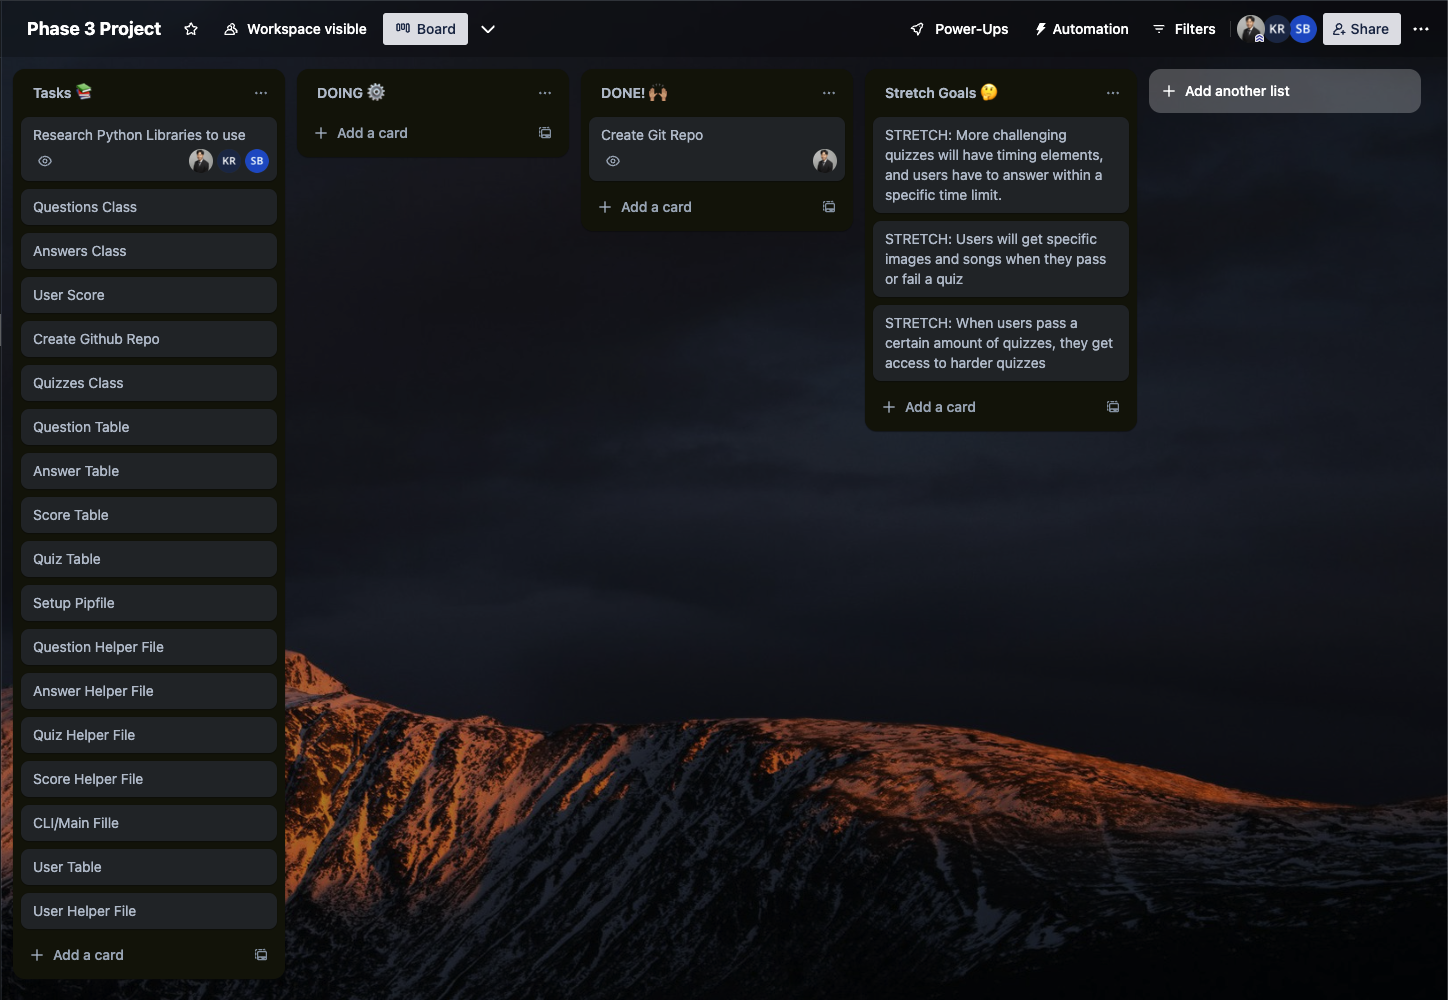 Phase 3 Project
Workspace visible
Board
Power-Ups
Automation
Filters
KR
SB
Share
Tasks 📚
Research Python Libraries to use
KR
SB
Questions Class
Answers Class
User Score
Create Github Repo
Quizzes Class
Question Table
Answer Table
Score Table
Quiz Table
Setup Pipfile
Question Helper File
Answer Helper File
Quiz Helper File
Score Helper File
CLI/Main Fille
User Table
User Helper File
Add a card
DOING ⚙️
Add a card
DONE! 🙌🏽
Create Git Repo
Add a card
Stretch Goals 🤔
STRETCH: More challenging
quizzes will have timing elements,
and users have to answer within a
specific time limit.
STRETCH: Users will get specific
images and songs when they pass
or fail a quiz
STRETCH: When users pass a
certain amount of quizzes, they get
access to harder quizzes
Add a card
Add another list